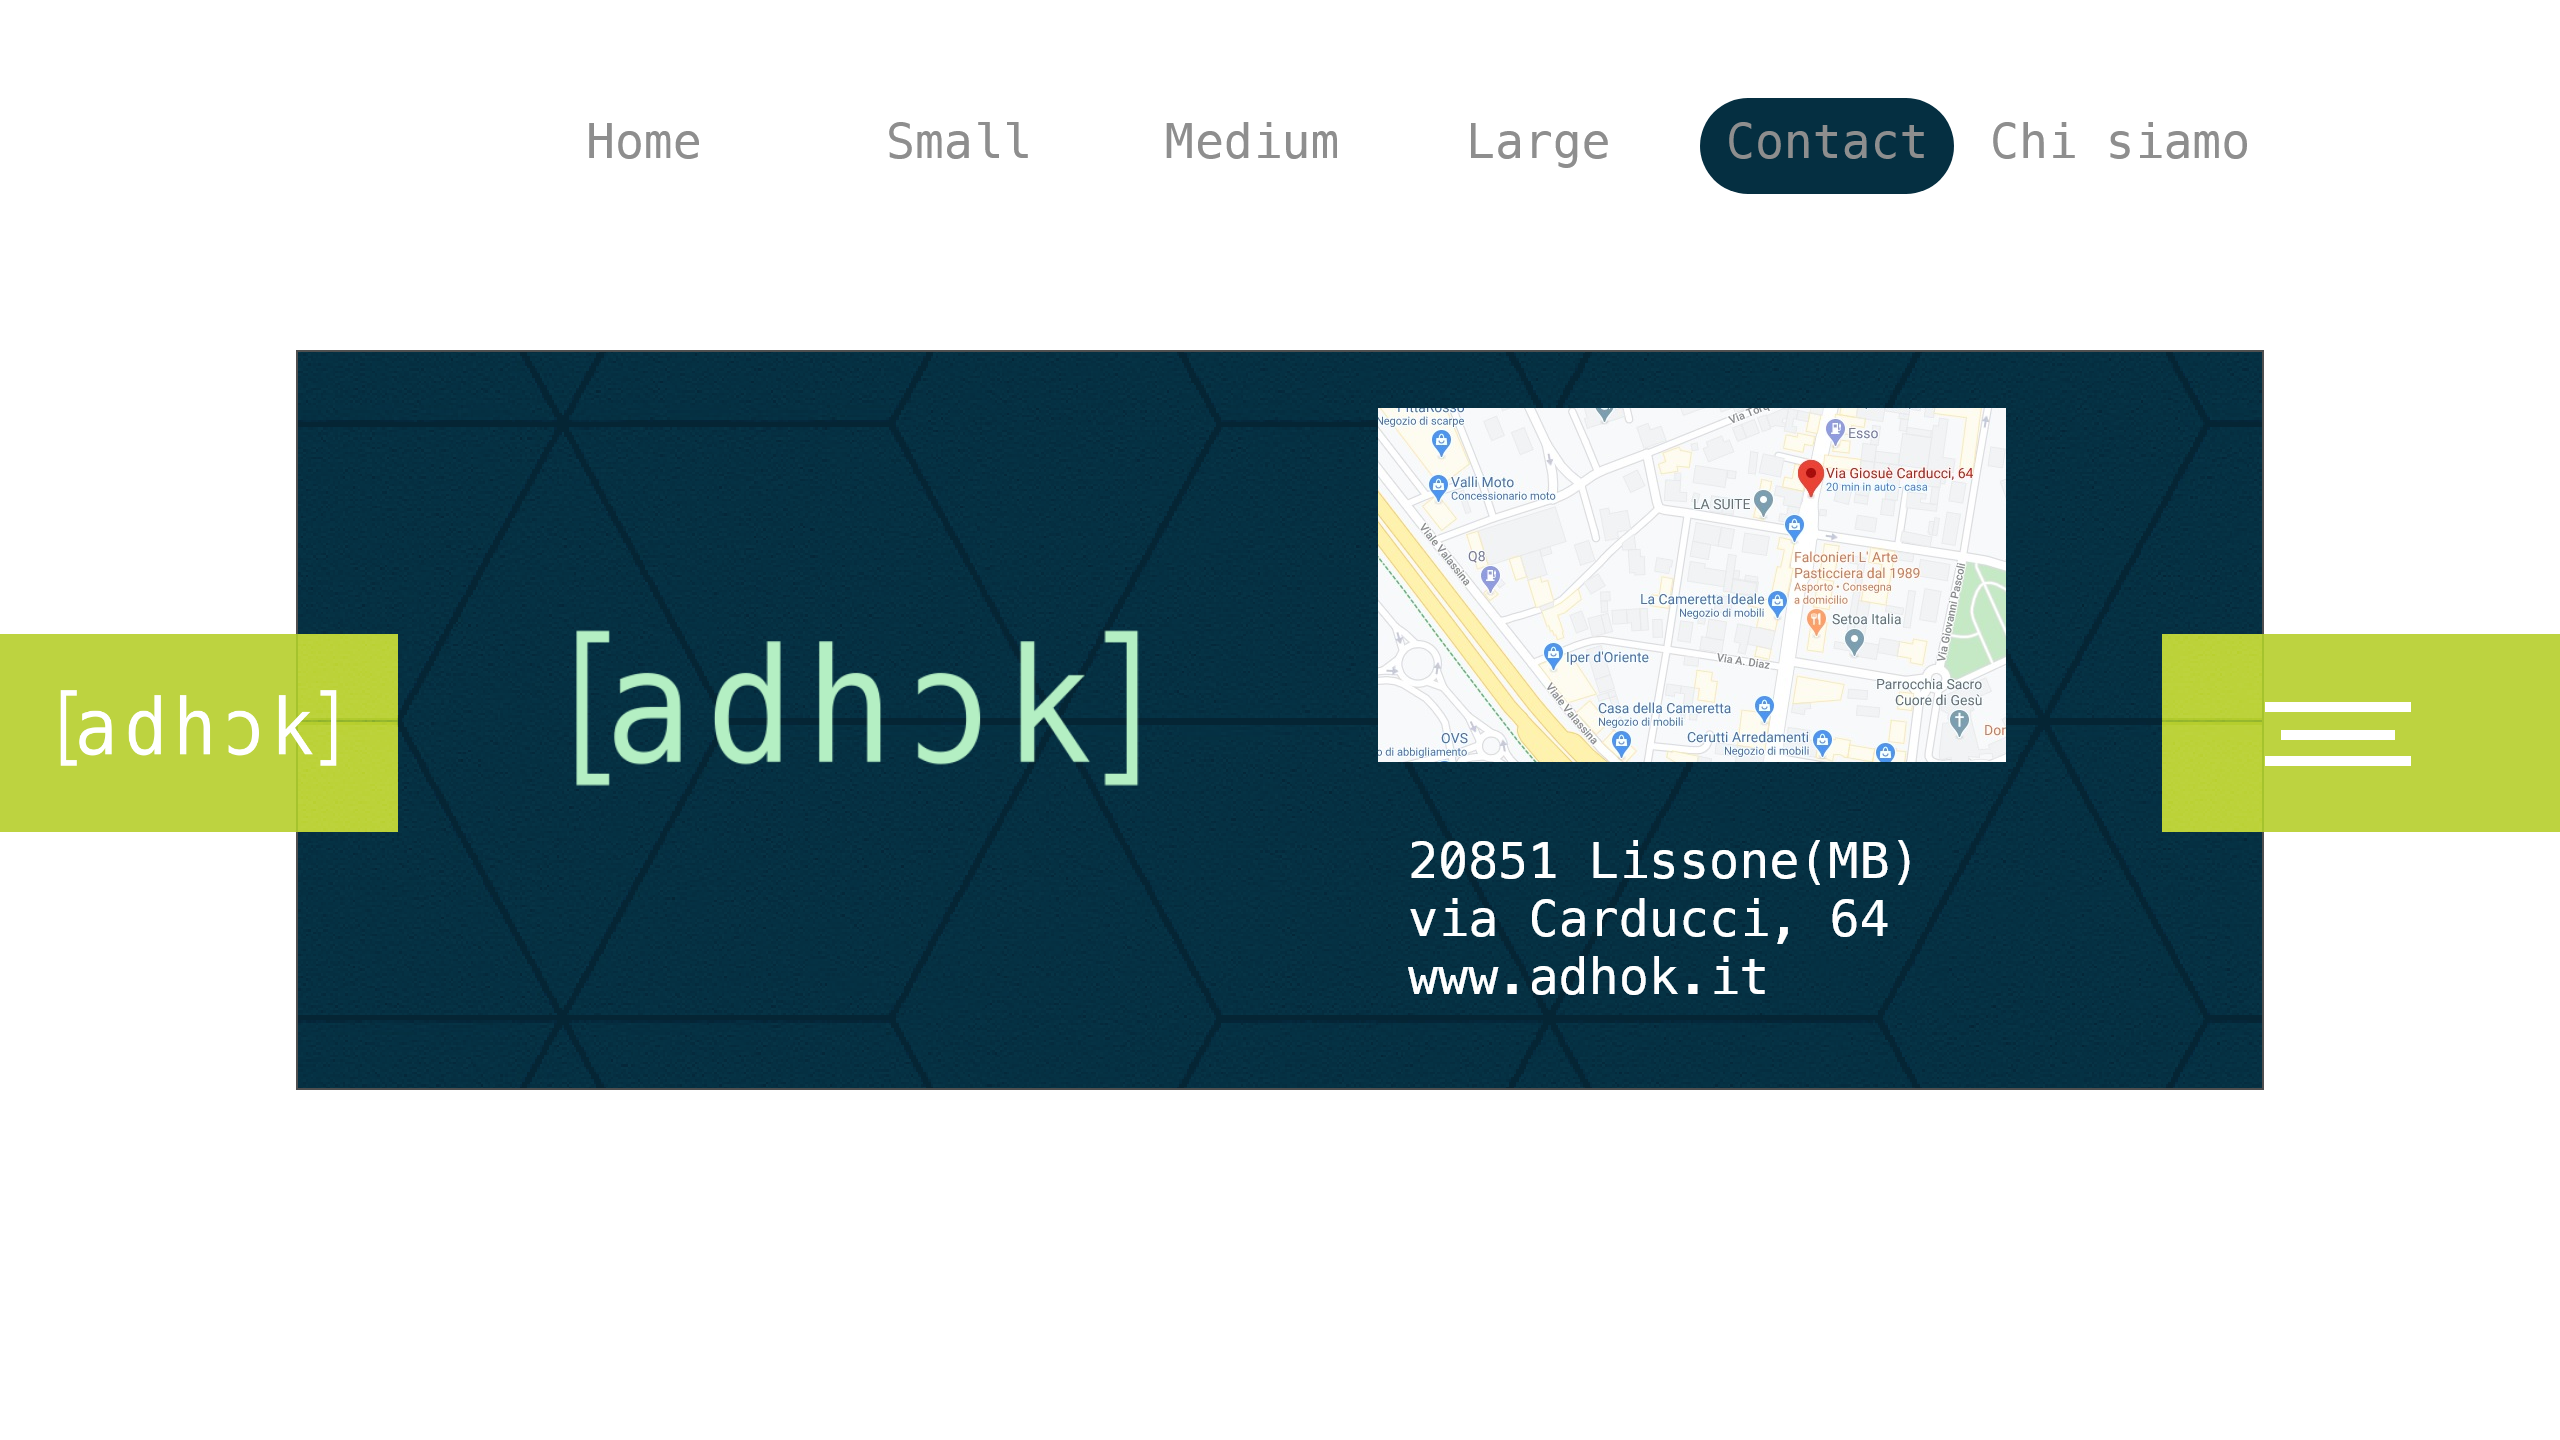 Home Small Medium Large Contact Chi siamo
Negozio di scarpe
Via Torq
Esso
Via Giosuè Carducci, 64
20 min in auto - casa
Valli Moto
Concessionario moto
LA SUITE
Viale Valassina
Q8
Falconieri L' Arte
Pasticciera dal 1989
Asporto • Consegna
a domicilio
La Cameretta Ideale
Negozio di mobili
Setoa Italia
Via Giovanni Pascoli
Iper d'Oriente
Via A. Diaz
Parrocchia Sacro
Cuore di Gesù
Viale Valassina
Casa della Cameretta
Negozio di mobili
Dor
OVS
o di abbigliamento
Cerutti Arredamenti
Negozio di mobili
[adhɔk]
[adhɔk]
20851 Lissone(MB)
via Carducci, 64
www.adhok.it